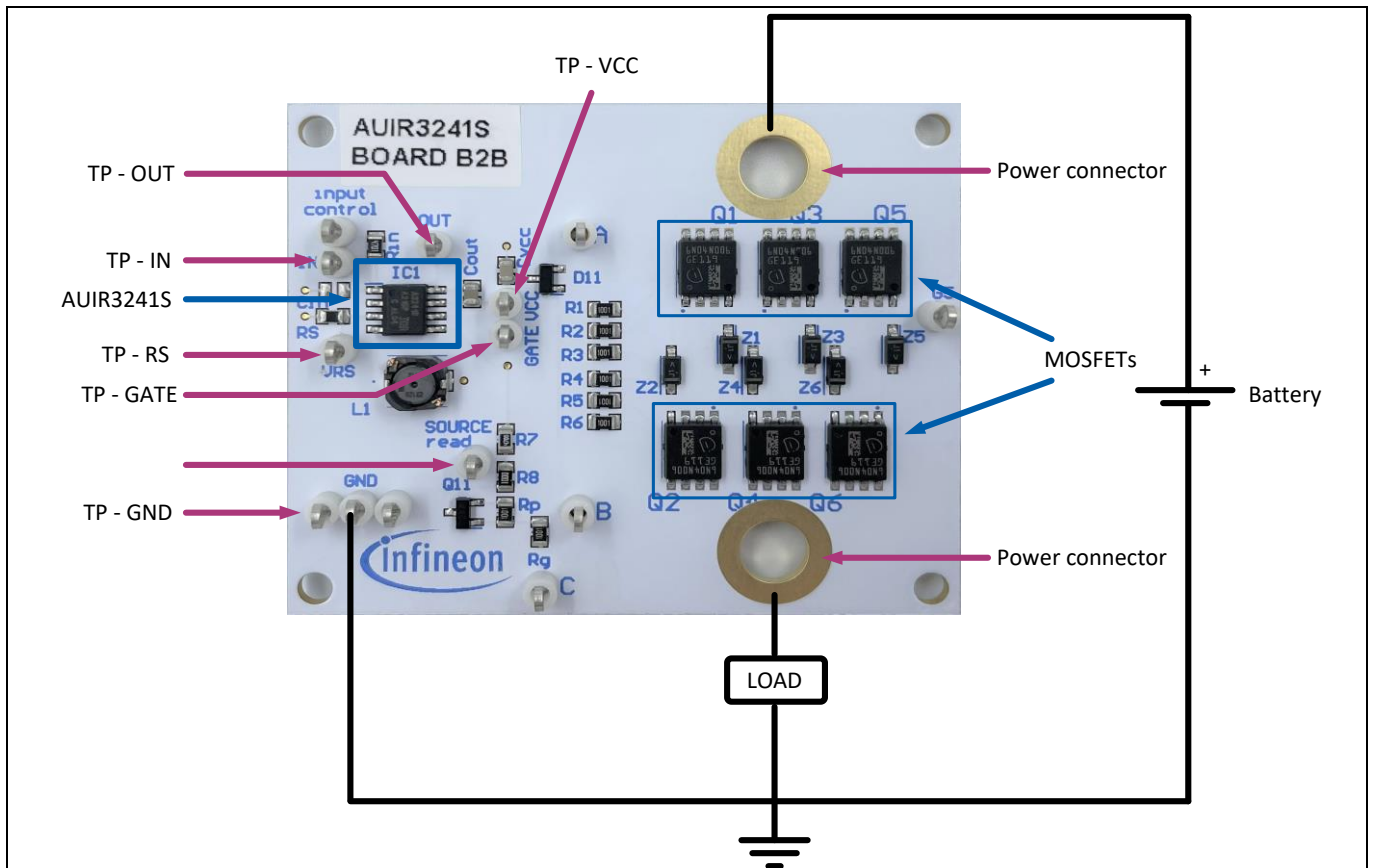 TP - VCC
AUIR3241S
BOARD B2B
TP - OUT
Power connector
input
control
OUT
Q1
Q3
Q5
Rin
Cout
Cvcc
A
TP - IN
IN
IC1
D11
AUIR3241S
R1
R2
R3
R4
R5
R6
VCC
GATE
RS
VRS
TP - RS
TP - GATE
L1
Z1
Z3
Z5
Z2
Z4
Z6
MOSFETs
+
Battery
SOURCE
read
R7
R8
Q11
Rp
GND
TP - GND
B
Q2
Q4
Q6
Rg
C
infineon
Power connector
LOAD